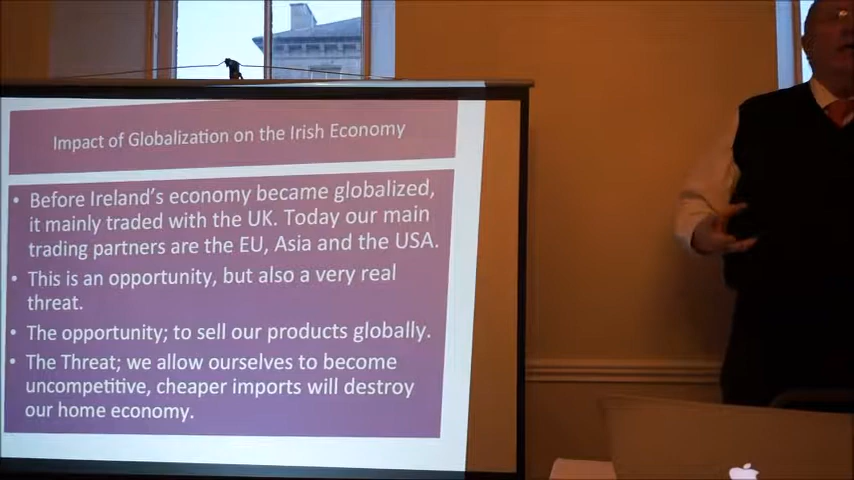 Impact of Globalization on the Irish Economy
• Before Ireland's economy became globalized,
it mainly traded with the UK. Today our main
trading partners are the EU, Asia and the USA.
• This is an opportunity, but also a very real
threat.
• The opportunity; to sell our products globally.
• The Threat; we allow ourselves to become
uncompetitive, cheaper imports will destroy
our home economy.